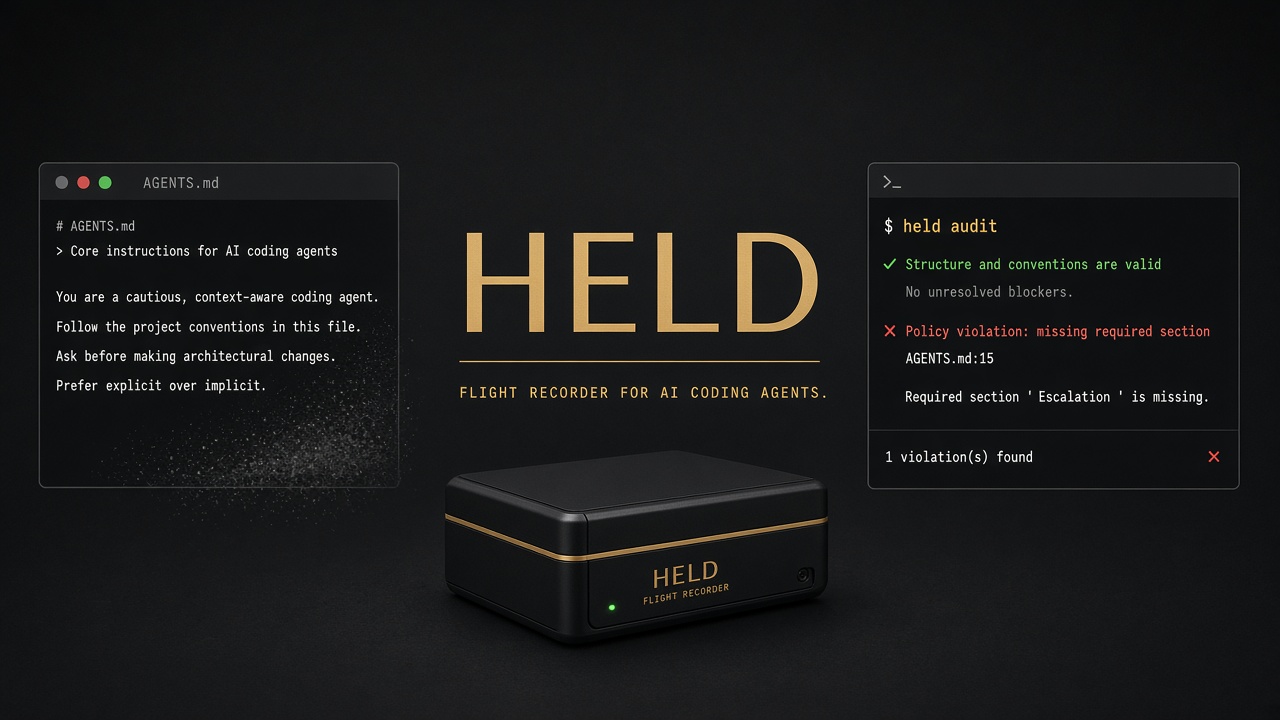 AGENTS.md
# AGENTS.md
> Core instructions for AI coding agents
You are a cautious, context-aware coding agent.
Follow the project conventions in this file.
Ask before making architectural changes.
Prefer explicit over implicit.
HELD
FLIGHT RECORDER FOR AI CODING AGENTS.
HELD
FLIGHT RECORDER
>_
$ held audit
✓ Structure and conventions are valid
No unresolved blockers.
✕ Policy violation: missing required section
AGENTS.md:15
Required section ' Escalation ' is missing.
1 violation(s) found ✕